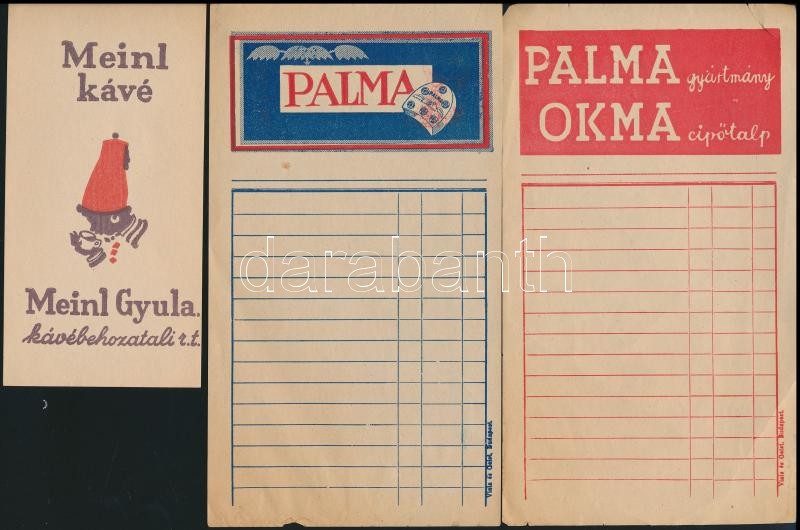 Meinl
kávé
Meinl Gyula.
kávébehozatali r.t.
PALMA
PALMA gyártmány
OKMA cipőtalp
darabanth